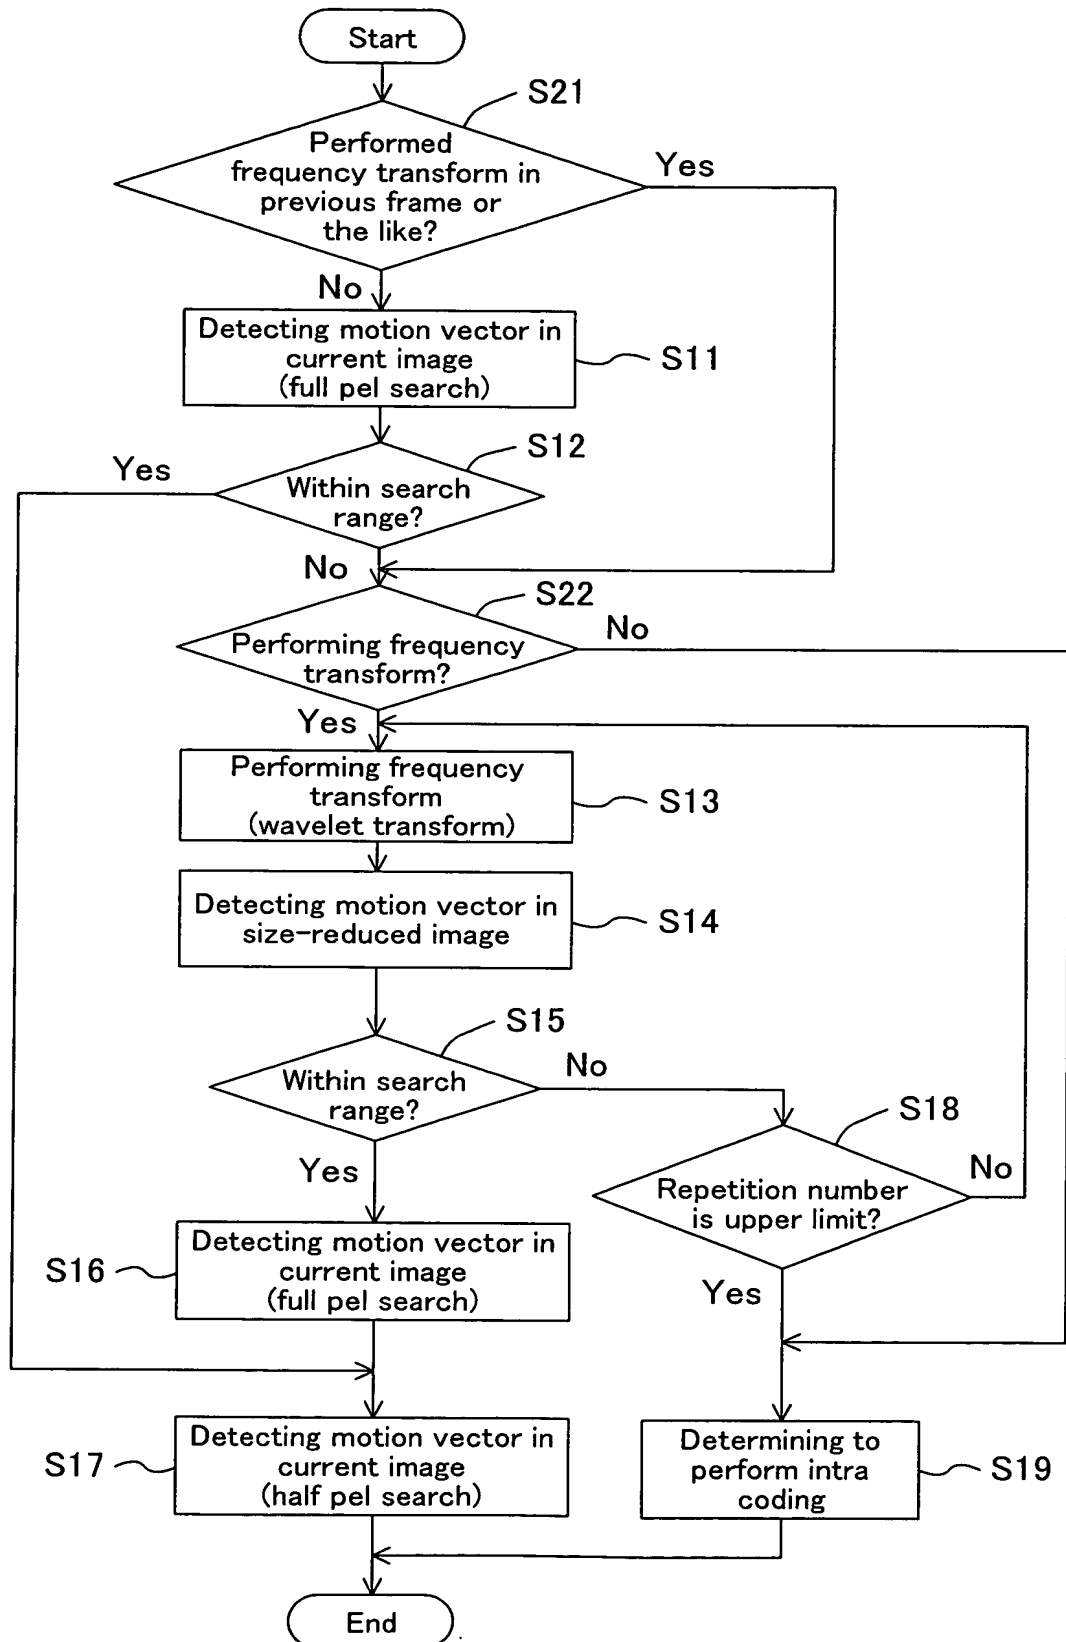 Start
S21
Performed
frequency transform in
previous frame or
the like?
Yes
No
Detecting motion vector in
current image
(full pel search)
S11
S12
Yes
Within search
range?
No
S22
No
Performing frequency
transform?
Yes
Performing frequency
transform
(wavelet transform)
S13
Detecting motion vector in
size-reduced image
S14
S15
No
Within search
range?
S18
Yes
No
Repetition number
is upper limit?
S16
Detecting motion vector in
current image
(full pel search)
Yes
S17
Detecting motion vector in
current image
(half pel search)
Determining to
perform intra
coding
S19
End